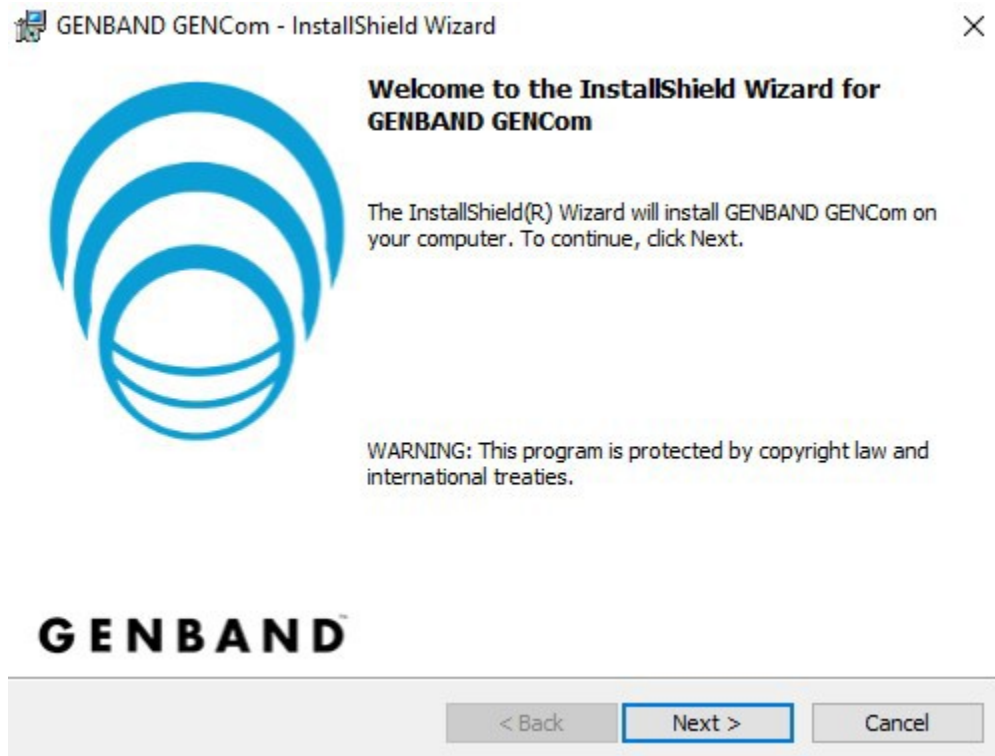 GENBAND GENCom - InstallShield Wizard
Welcome to the InstallShield Wizard for
GENBAND GENCom
The InstallShield(R) Wizard will install GENBAND GENCom on
your computer. To continue, click Next.
WARNING: This program is protected by copyright law and
international treaties.
GENBAND™
< Back Next > Cancel